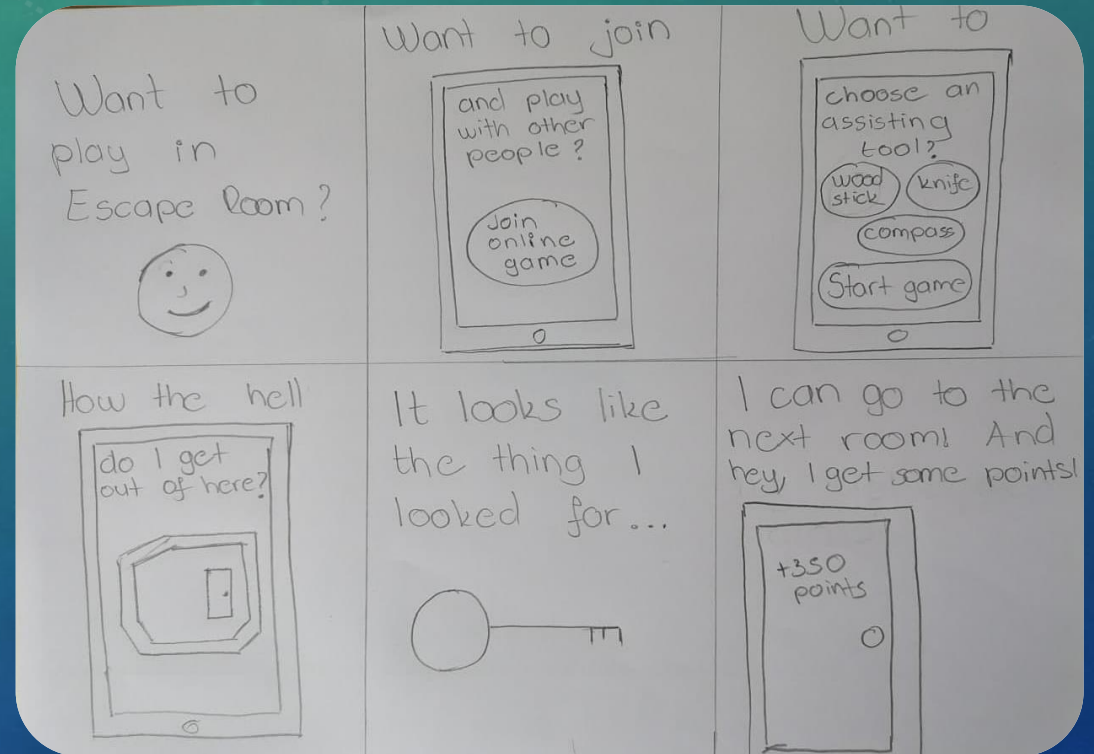 Want to
play in
Escape Room?
Want to join
and play
with other
people?
Join
online
game
Want to
choose an
assisting
tool?
wood
stick
knife
compass
Start game
How the hell
do I get
out of here?
It looks like
the thing I
looked for...
I can go to the
next room! And
hey, I get some points!
+350
points